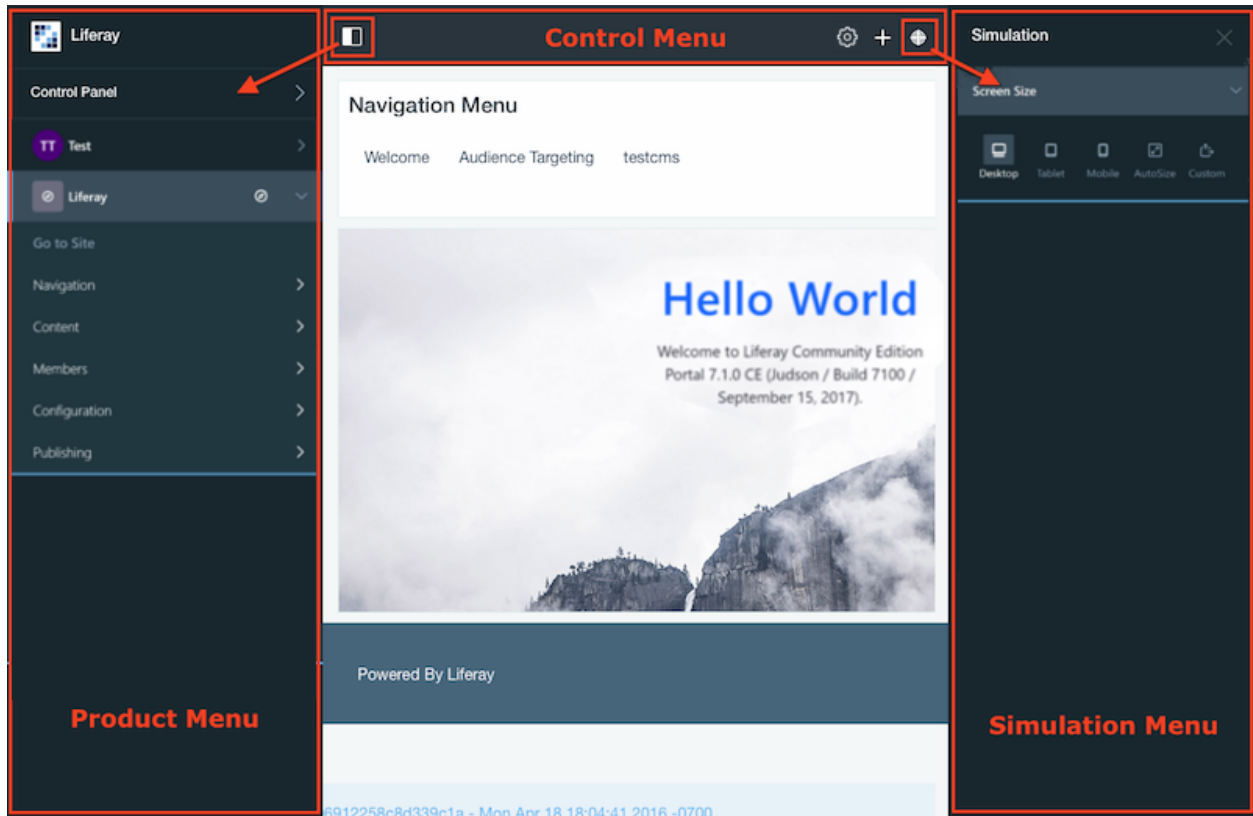 Liferay
Control Panel
TT Test
Liferay
Go to Site
Navigation
Content
Members
Configuration
Publishing
Product Menu
Control Menu
Navigation Menu
Welcome Audience Targeting testcms
Hello World
Welcome to Liferay Community Edition
Portal 7.1.0 CE (Judson / Build 7100 /
September 15, 2017).
Powered By Liferay
6912258c8d339c1a - Mon Apr 18 18:04:41 2016 -0700
Simulation
Screen Size
Desktop Tablet Mobile AutoSize Custom
Simulation Menu